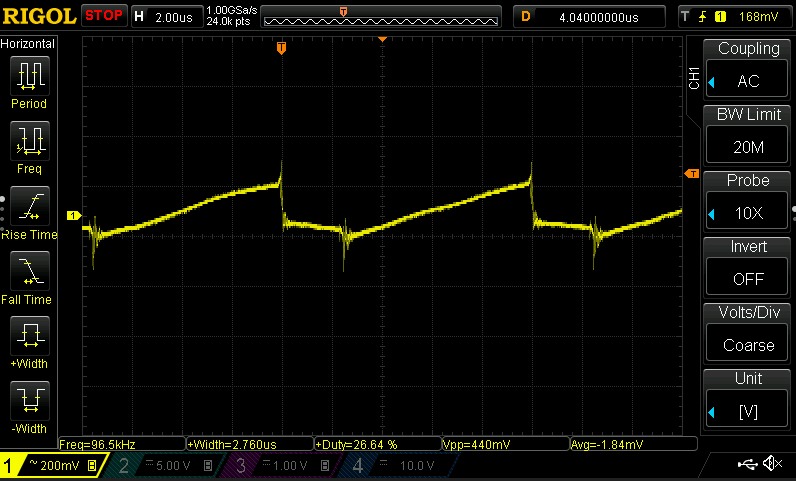 RIGOL STOP H 2.00us 1.00GSa/s 24.0k pts T D 4.04000000us T 1 168mV
Horizontal
Period
Freq
Rise Time
Fall Time
+Width
-Width
T
1
T
CH1
Coupling
AC
BW Limit
20M
Probe
10X
Invert
OFF
Volts/Div
Coarse
Unit
[V]
Freq=96.5kHz +Width=2.760us +Duty=26.64 % Vpp=440mV Avg=-1.84mV
1 ~ 200mV B 2 5.00 V B 3 1.00 V B 4 10.0 V